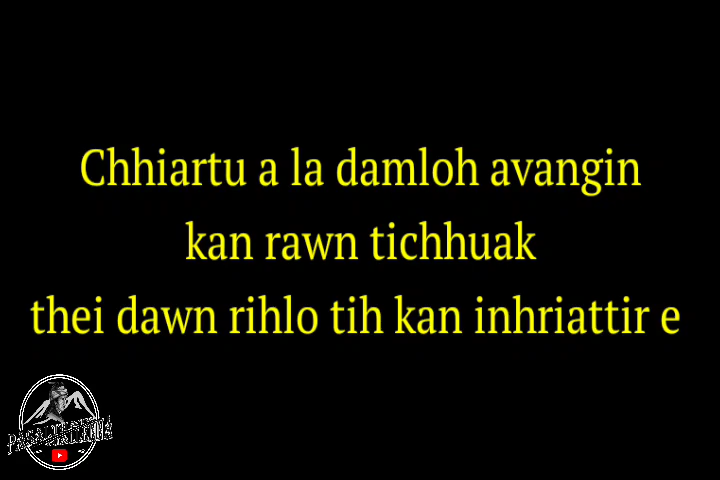 Chhiartu a la damloh avangin
kan rawn tichhuak
thei dawn rihlo tih kan inhriattir e